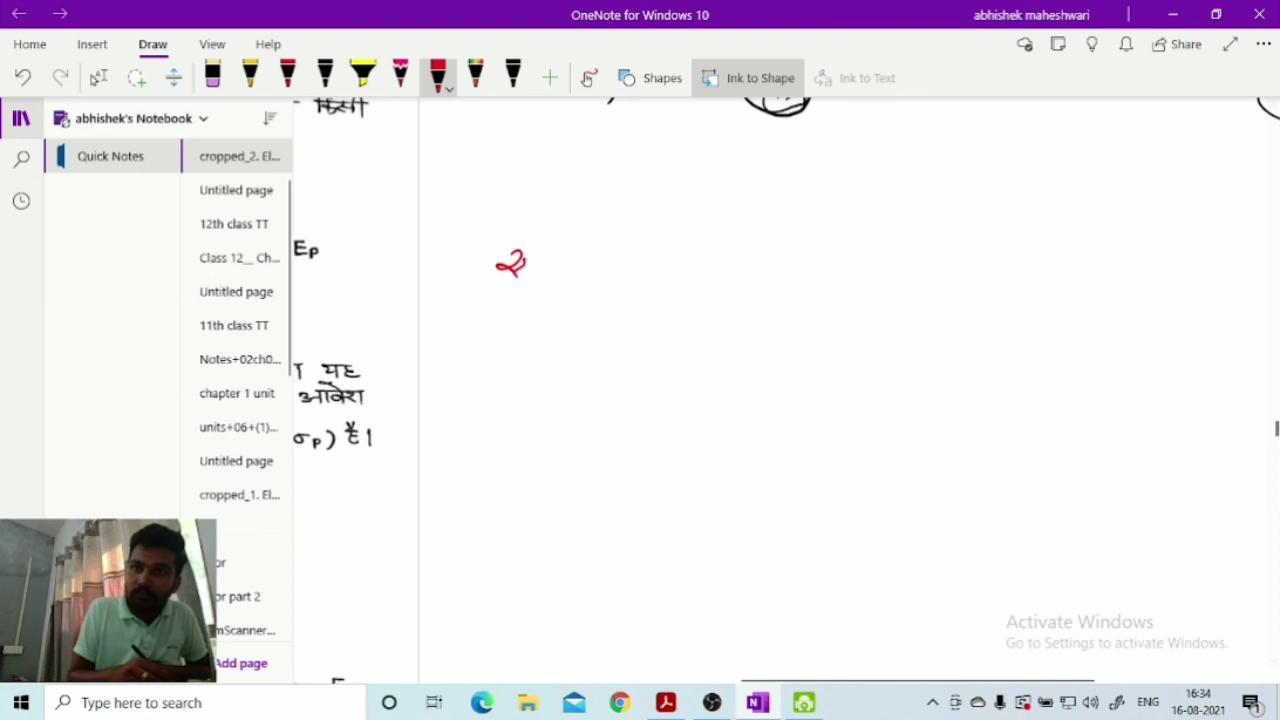 OneNote for Windows 10
abhishek maheshwari
Home Insert Draw View Help
Share
Shapes
Ink to Shape
Ink to Text
abhishek's Notebook
Quick Notes
cropped_2. El...
Untitled page
12th class TT
Class 12__ Ch...
Untitled page
11th class TT
Notes+02ch0...
chapter 1 unit
units+06+(1)...
Untitled page
cropped_1. El...
or
or part 2
mScanner...
Add page
Ep
यह
आवेश
σp) है।
Activate Windows
Go to Settings to activate Windows.
Type here to search
ENG
16:34
16-08-2021
1